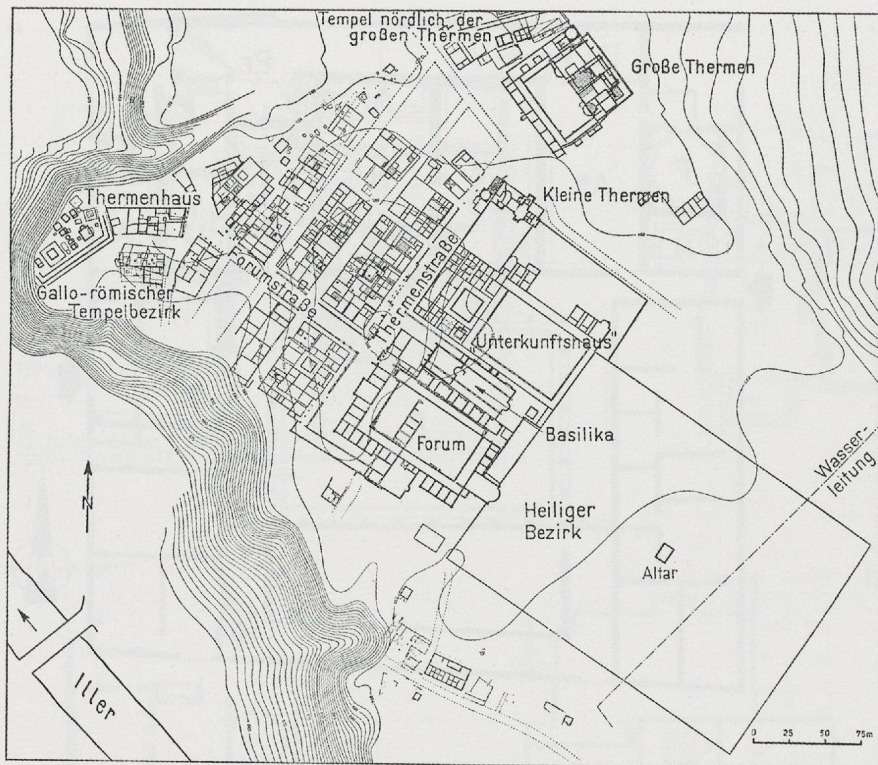 Tempel nördlich der
großen Thermen
Große Thermen
Thermenhaus
Kleine Thermen
Forumstraße
Thermenstraße
Gallo-römischer
Tempelbezirk
"Unterkunftshaus"
Basilika
Forum
Wasser-
leitung
Heiliger
Bezirk
Altar
N
Iller
0 25 50 75m